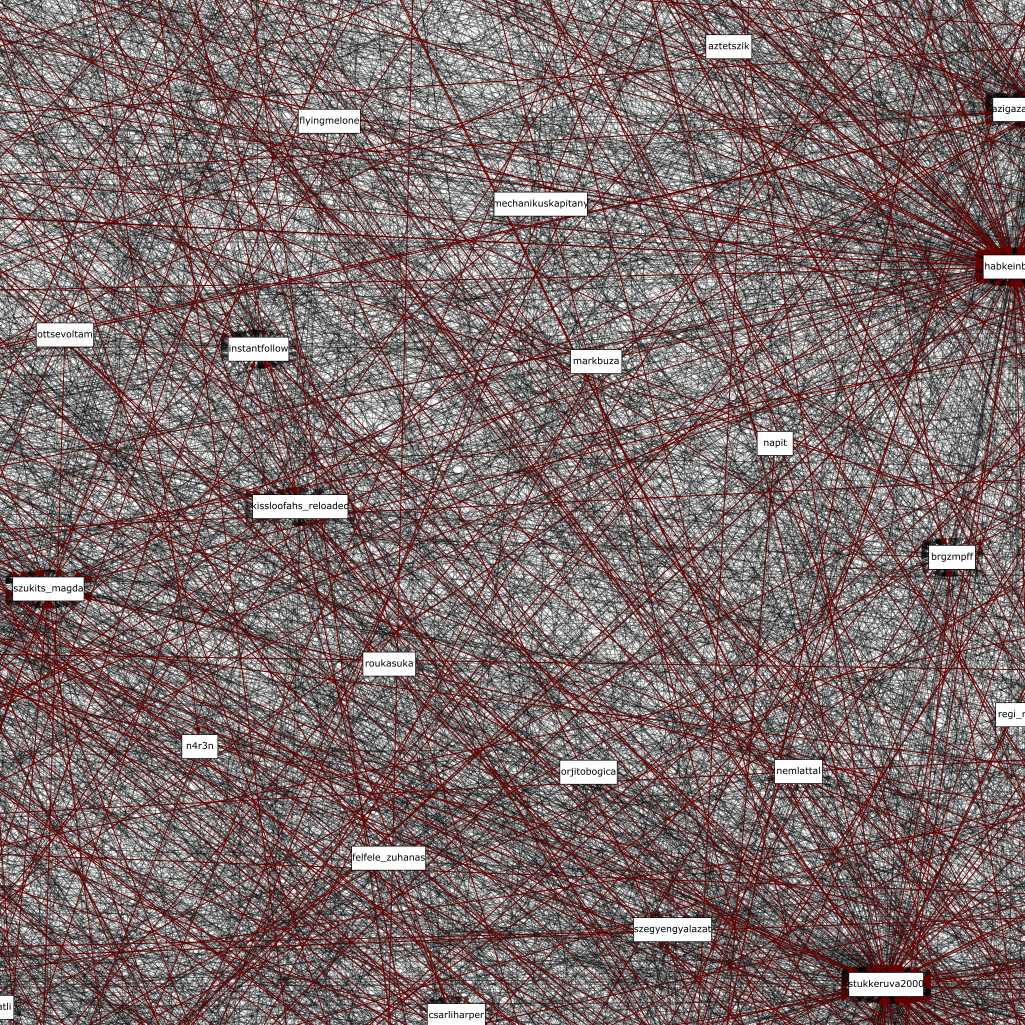 aztetszik
azigaza
flyingmelone
mechanikuskapitany
habkeinb
ottsevoltam
instantfollow
markbuza
napit
kissloofahs_reloaded
brgzmpff
szukits_magda
roukasuka
regi_r
n4r3n
orjitobogica
nemlattal
felfele_zuhanas
szegyengyalazat
stukkeruva2000
atli
csarliharper